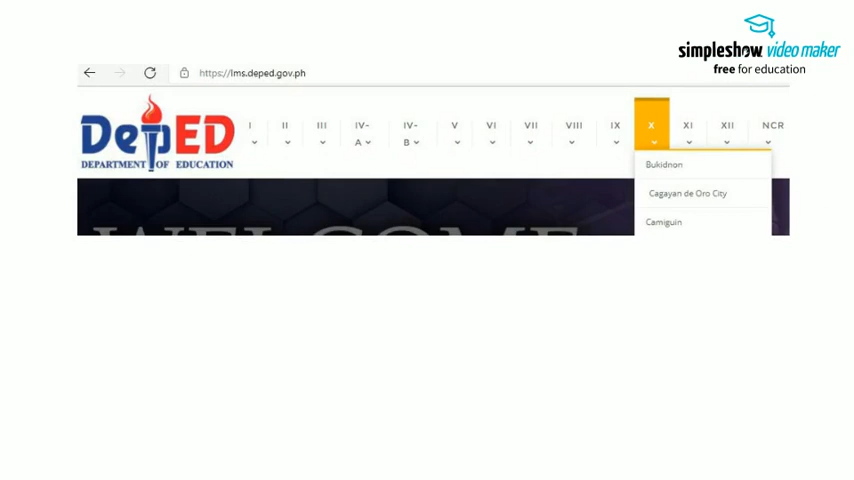 simpleshow video maker
free for education
https://lms.deped.gov.ph
DepED
DEPARTMENT OF EDUCATION
I II III IV-A IV-B V VI VII VIII IX X XI XII NCR
Bukidnon
Cagayan de Oro City
Camiguin
WELCOME